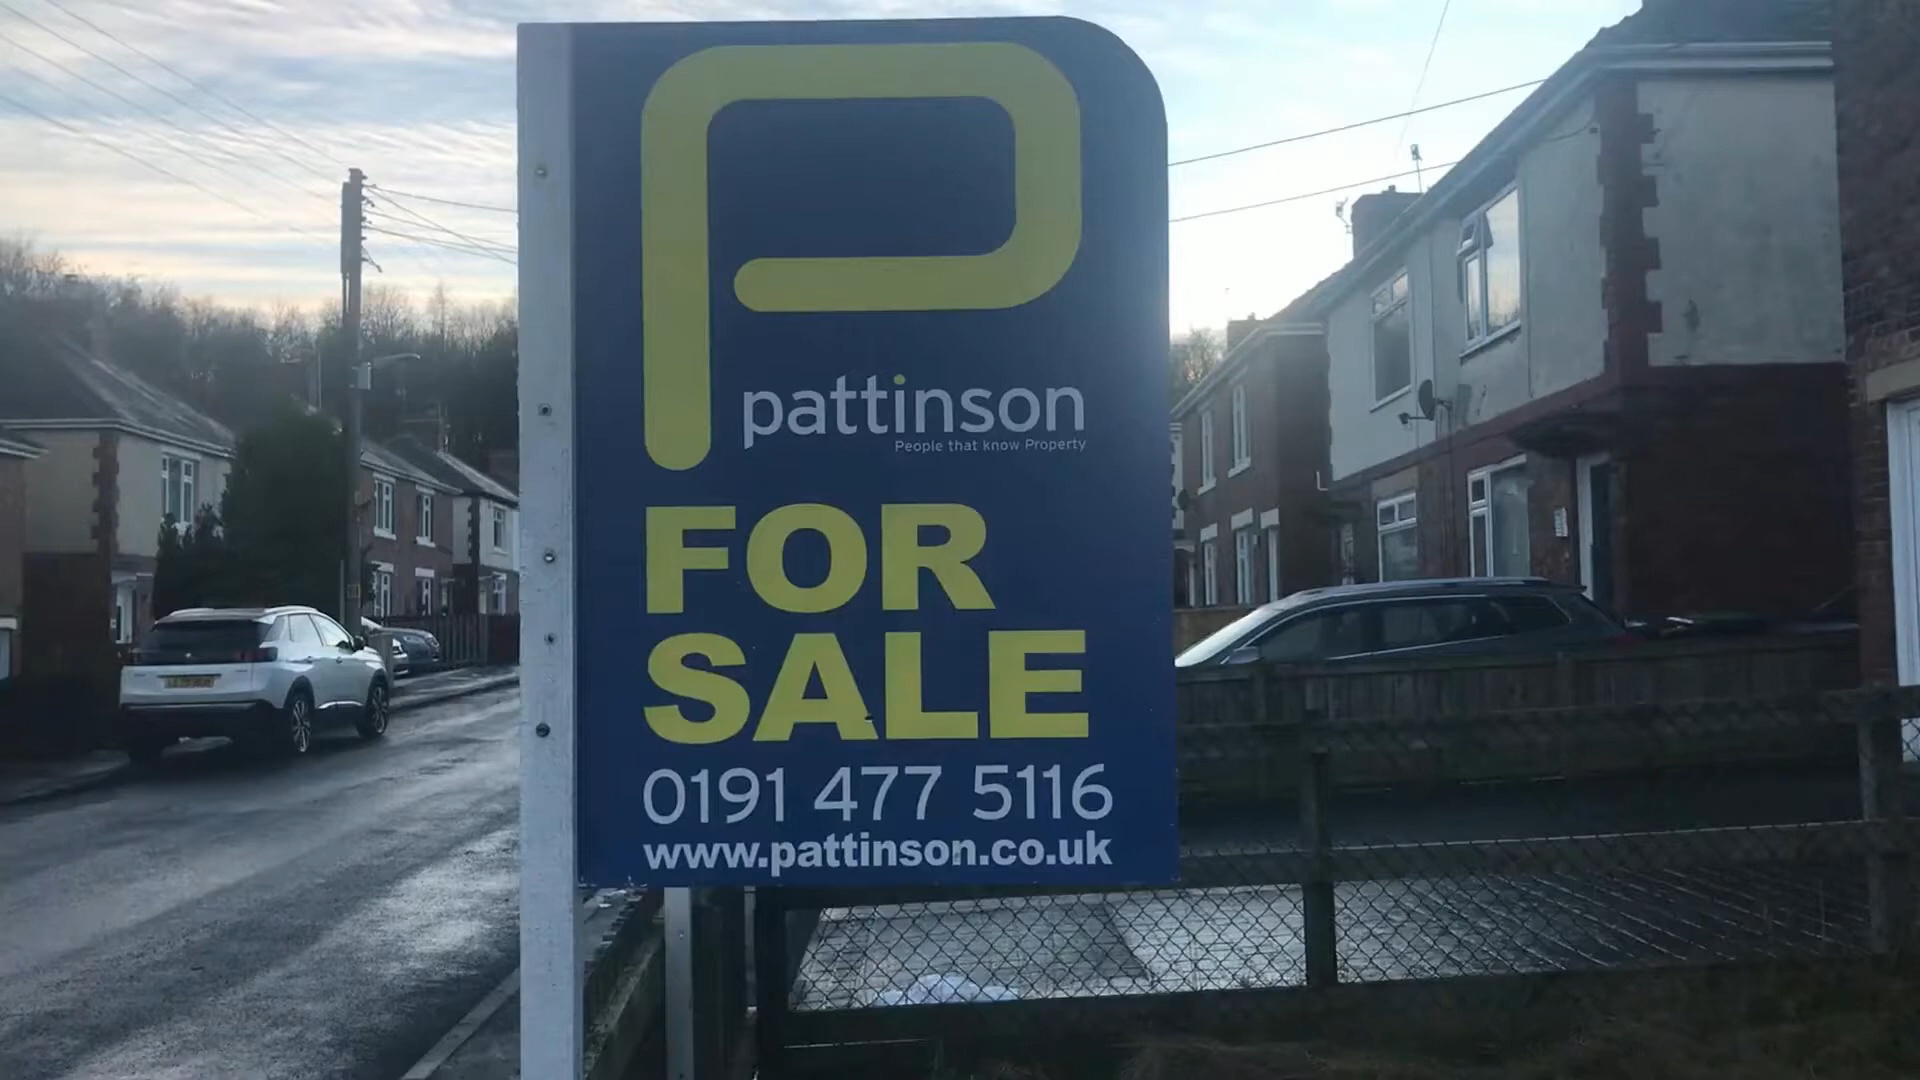 pattinson
People that know Property
FOR
SALE
0191 477 5116
www.pattinson.co.uk